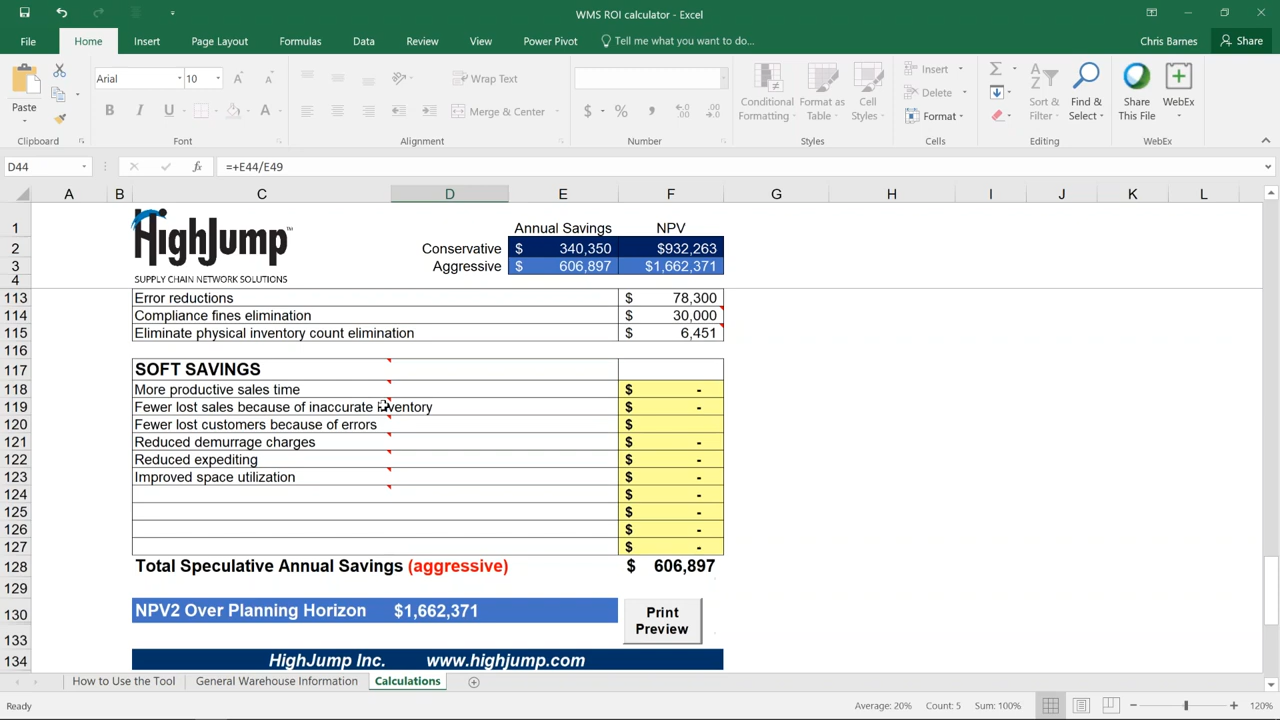 WMS ROI calculator - Excel
File Home Insert Page Layout Formulas Data Review View Power Pivot Tell me what you want to do... Chris Barnes Share
Paste
Arial 10
Wrap Text
Merge & Center
B I U A
$ % ,
Conditional Formatting
Format as Table
Cell Styles
Insert
Delete
Format
Sort & Filter
Find & Select
Share This File
WebEx
Clipboard Font Alignment Number Styles Cells Editing WebEx
D44 fx =+E44/E49
A B C D E F G H I J K L
1 Annual Savings NPV
2 Conservative $ 340,350 $932,263
3 Aggressive $ 606,897 $1,662,371
4
HighJump™
SUPPLY CHAIN NETWORK SOLUTIONS
113 Error reductions $ 78,300
114 Compliance fines elimination $ 30,000
115 Eliminate physical inventory count elimination $ 6,451
116
117 SOFT SAVINGS
118 More productive sales time $ -
119 Fewer lost sales because of inaccurate inventory $ -
120 Fewer lost customers because of errors $
121 Reduced demurrage charges $ -
122 Reduced expediting $ -
123 Improved space utilization $ -
124 $ -
125 $ -
126 $ -
127 $ -
128 Total Speculative Annual Savings (aggressive) $ 606,897
129
130 NPV2 Over Planning Horizon $1,662,371 Print Preview
133
134 HighJump Inc. www.highjump.com
How to Use the Tool General Warehouse Information Calculations
Ready Average: 20% Count: 5 Sum: 100% 120%